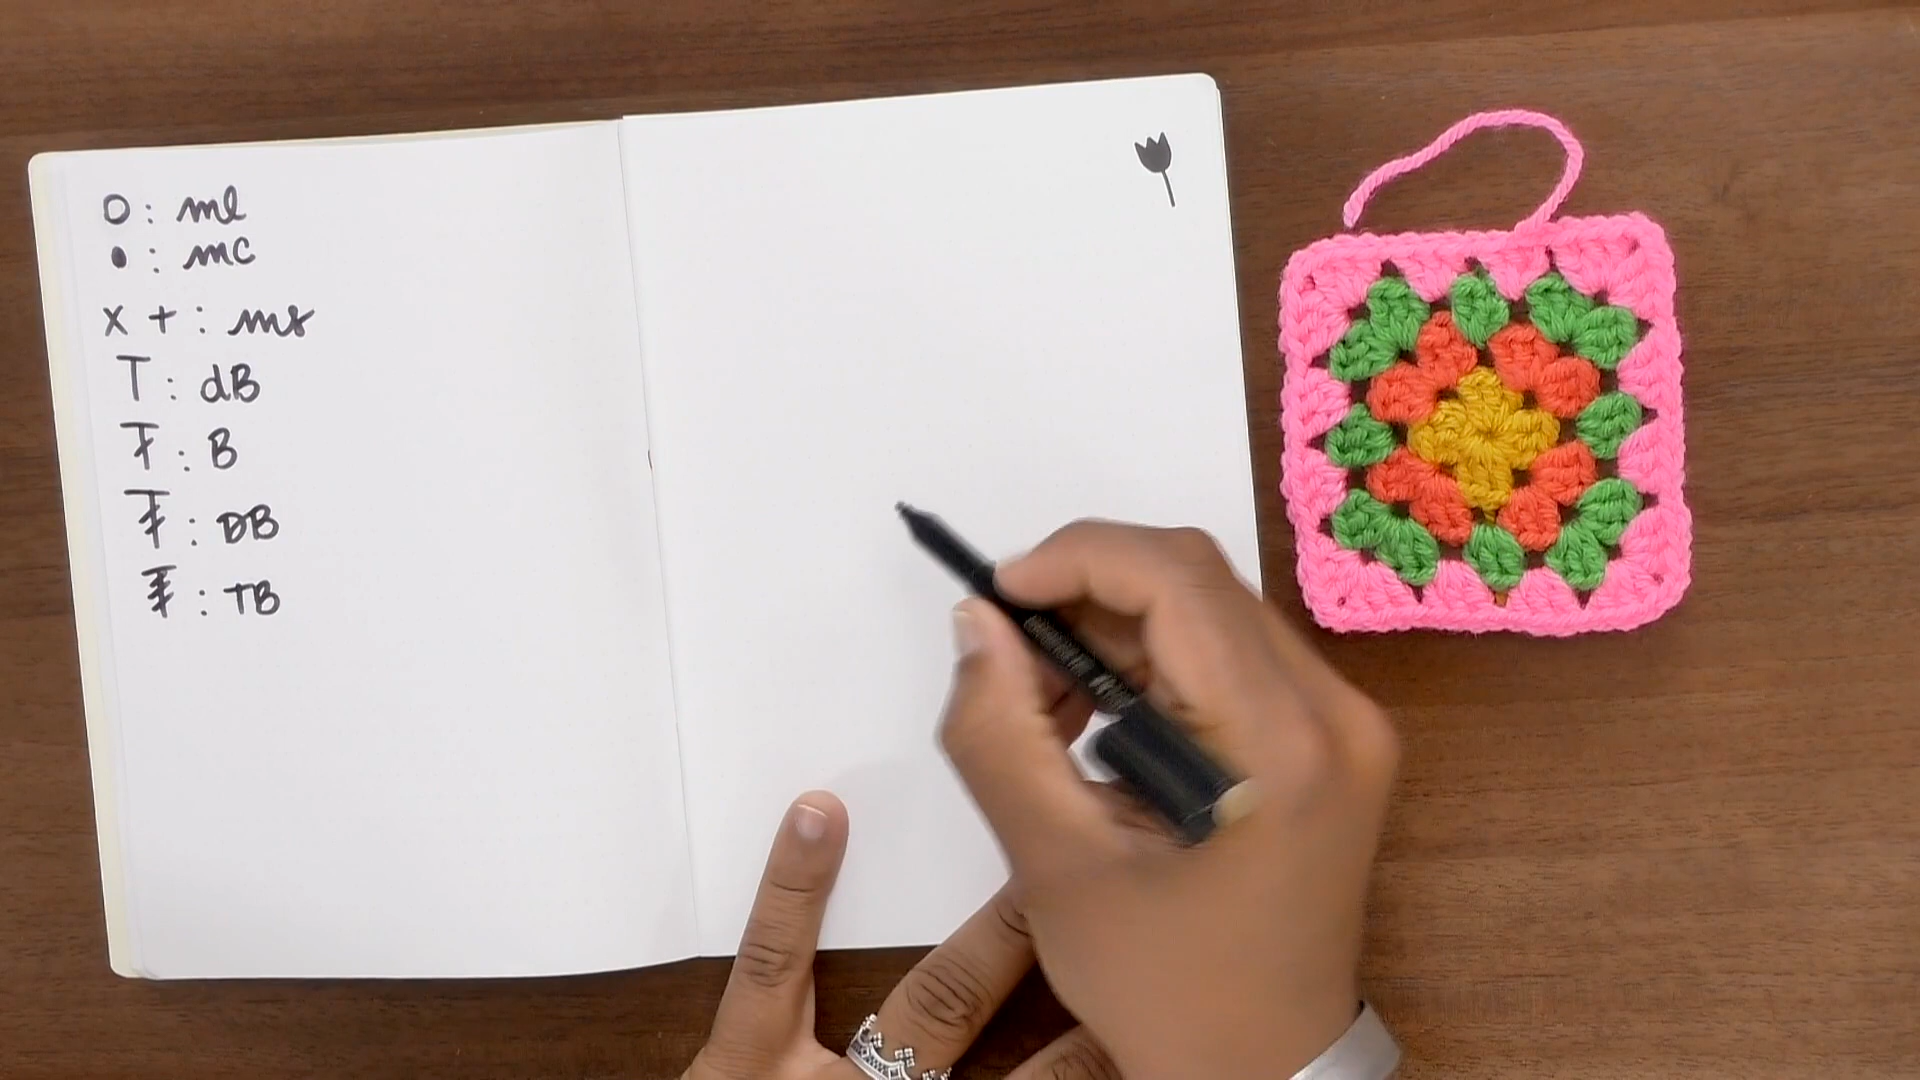 O : ml
• : mc
x + : ms
T : dB
Ŧ : B
: DB
: TB